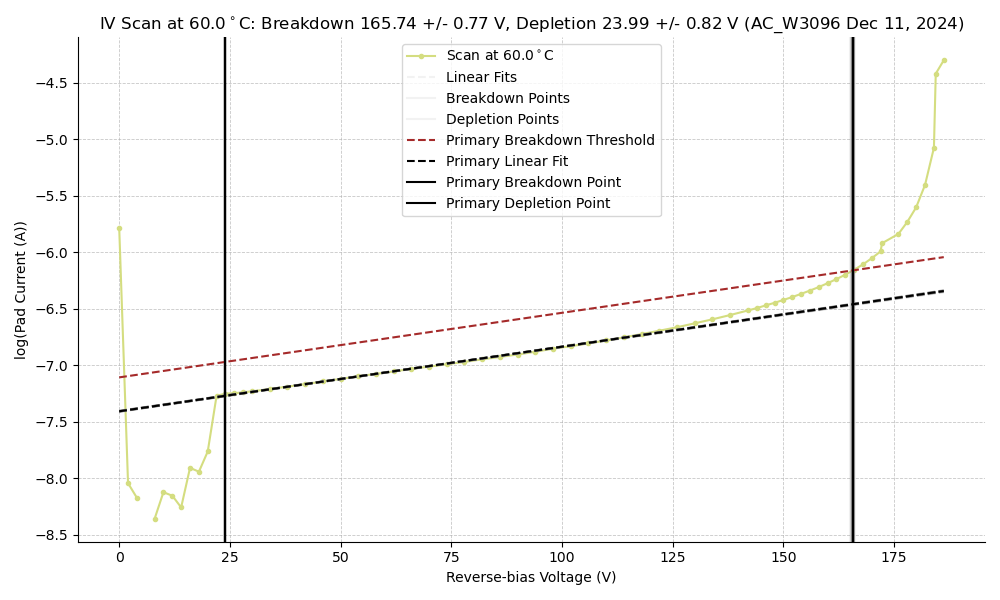 IV Scan at 60.0°C: Breakdown 165.74 +/- 0.77 V, Depletion 23.99 +/- 0.82 V (AC_W3096 Dec 11, 2024)
Scan at 60.0°C
Linear Fits
Breakdown Points
Depletion Points
Primary Breakdown Threshold
Primary Linear Fit
Primary Breakdown Point
Primary Depletion Point
log(Pad Current (A))
−4.5
−5.0
−5.5
−6.0
−6.5
−7.0
−7.5
−8.0
−8.5
0 25 50 75 100 125 150 175
Reverse-bias Voltage (V)